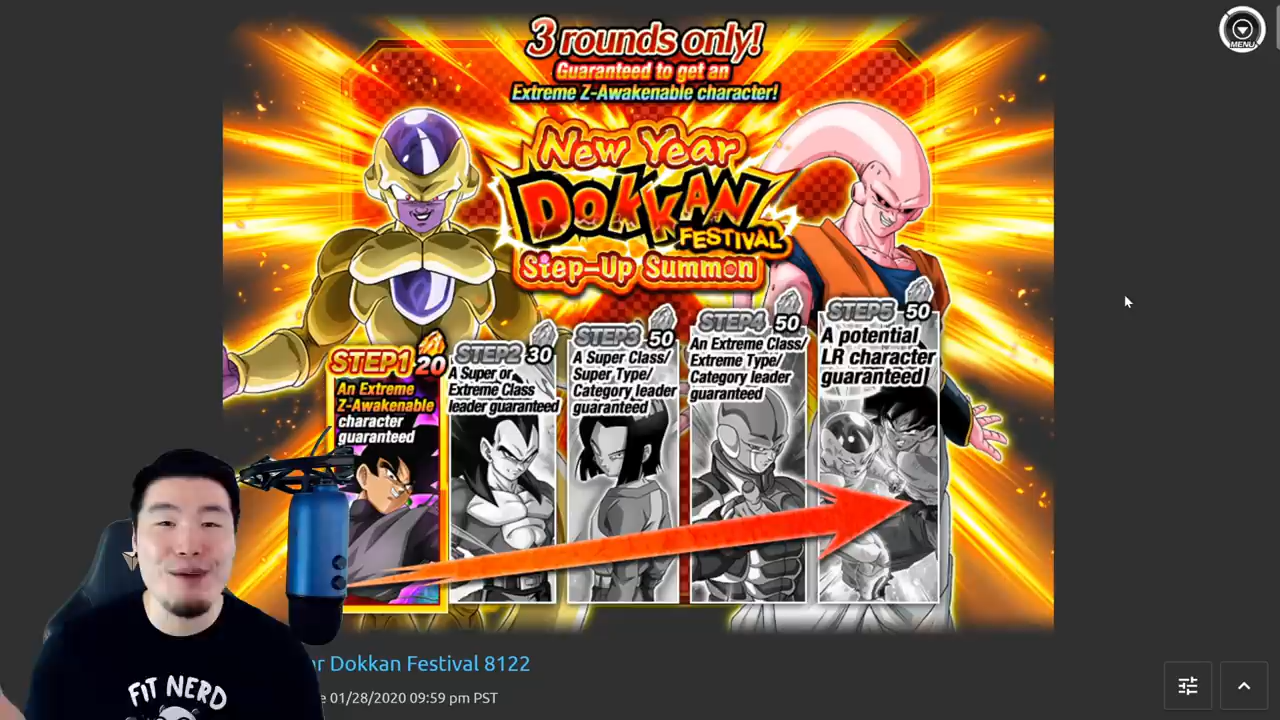 MENU
3 rounds only!
Guaranteed to get an
Extreme Z-Awakenable character!
New Year
DOKKAN
FESTIVAL
Step-Up Summon
STEP1 20
An Extreme
Z-Awakenable
character
guaranteed
STEP2 30
A Super or
Extreme Class
leader guaranteed
STEP3 50
A Super Class/
Super Type/
Category leader
guaranteed
STEP4 50
An Extreme Class/
Extreme Type/
Category leader
guaranteed
STEP5 50
A potential
LR character
guaranteed
Dokkan Festival 8122
01/28/2020 09:59 pm PST
FIT NERD